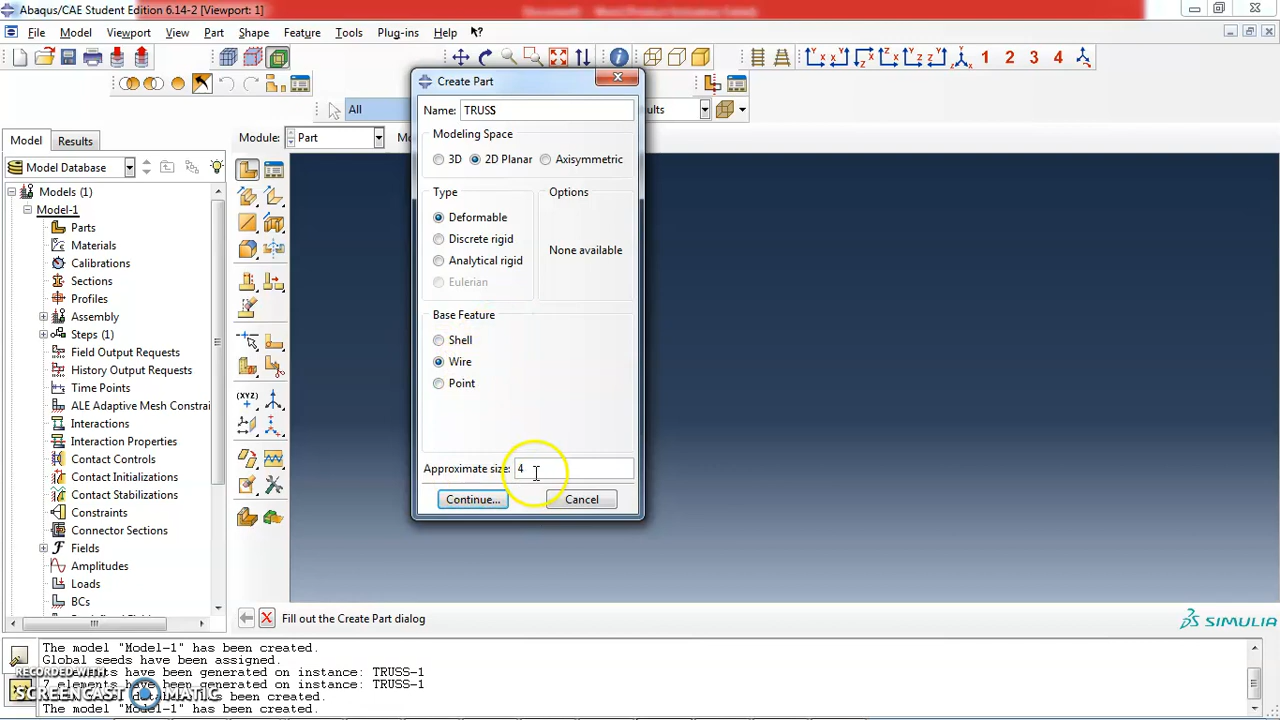 Abaqus/CAE Student Edition 6.14-2 [Viewport: 1]
File Model Viewport View Part Shape Feature Tools Plug-ins Help
1 2 3 4
All
Model Results
Module: Part
Model Database
Models (1)
Model-1
Parts
Materials
Calibrations
Sections
Profiles
Assembly
Steps (1)
Field Output Requests
History Output Requests
Time Points
ALE Adaptive Mesh Constrai
Interactions
Interaction Properties
Contact Controls
Contact Initializations
Contact Stabilizations
Constraints
Connector Sections
Fields
Amplitudes
Loads
BCs
(XYZ)
Create Part
Name: TRUSS
Modeling Space
3D 2D Planar Axisymmetric
Type
Deformable
Discrete rigid
Analytical rigid
Eulerian
Options
None available
Base Feature
Shell
Wire
Point
Approximate size: 4
Continue... Cancel
Fill out the Create Part dialog
SIMULIA
The model "Model-1" has been created.
Global seeds have been assigned.
have been generated on instance: TRUSS-1
7 elements have been generated on instance: TRUSS-1
has been created.
The model "Model-1" has been created.
RECORDED WITH
SCREENCAST MATIC